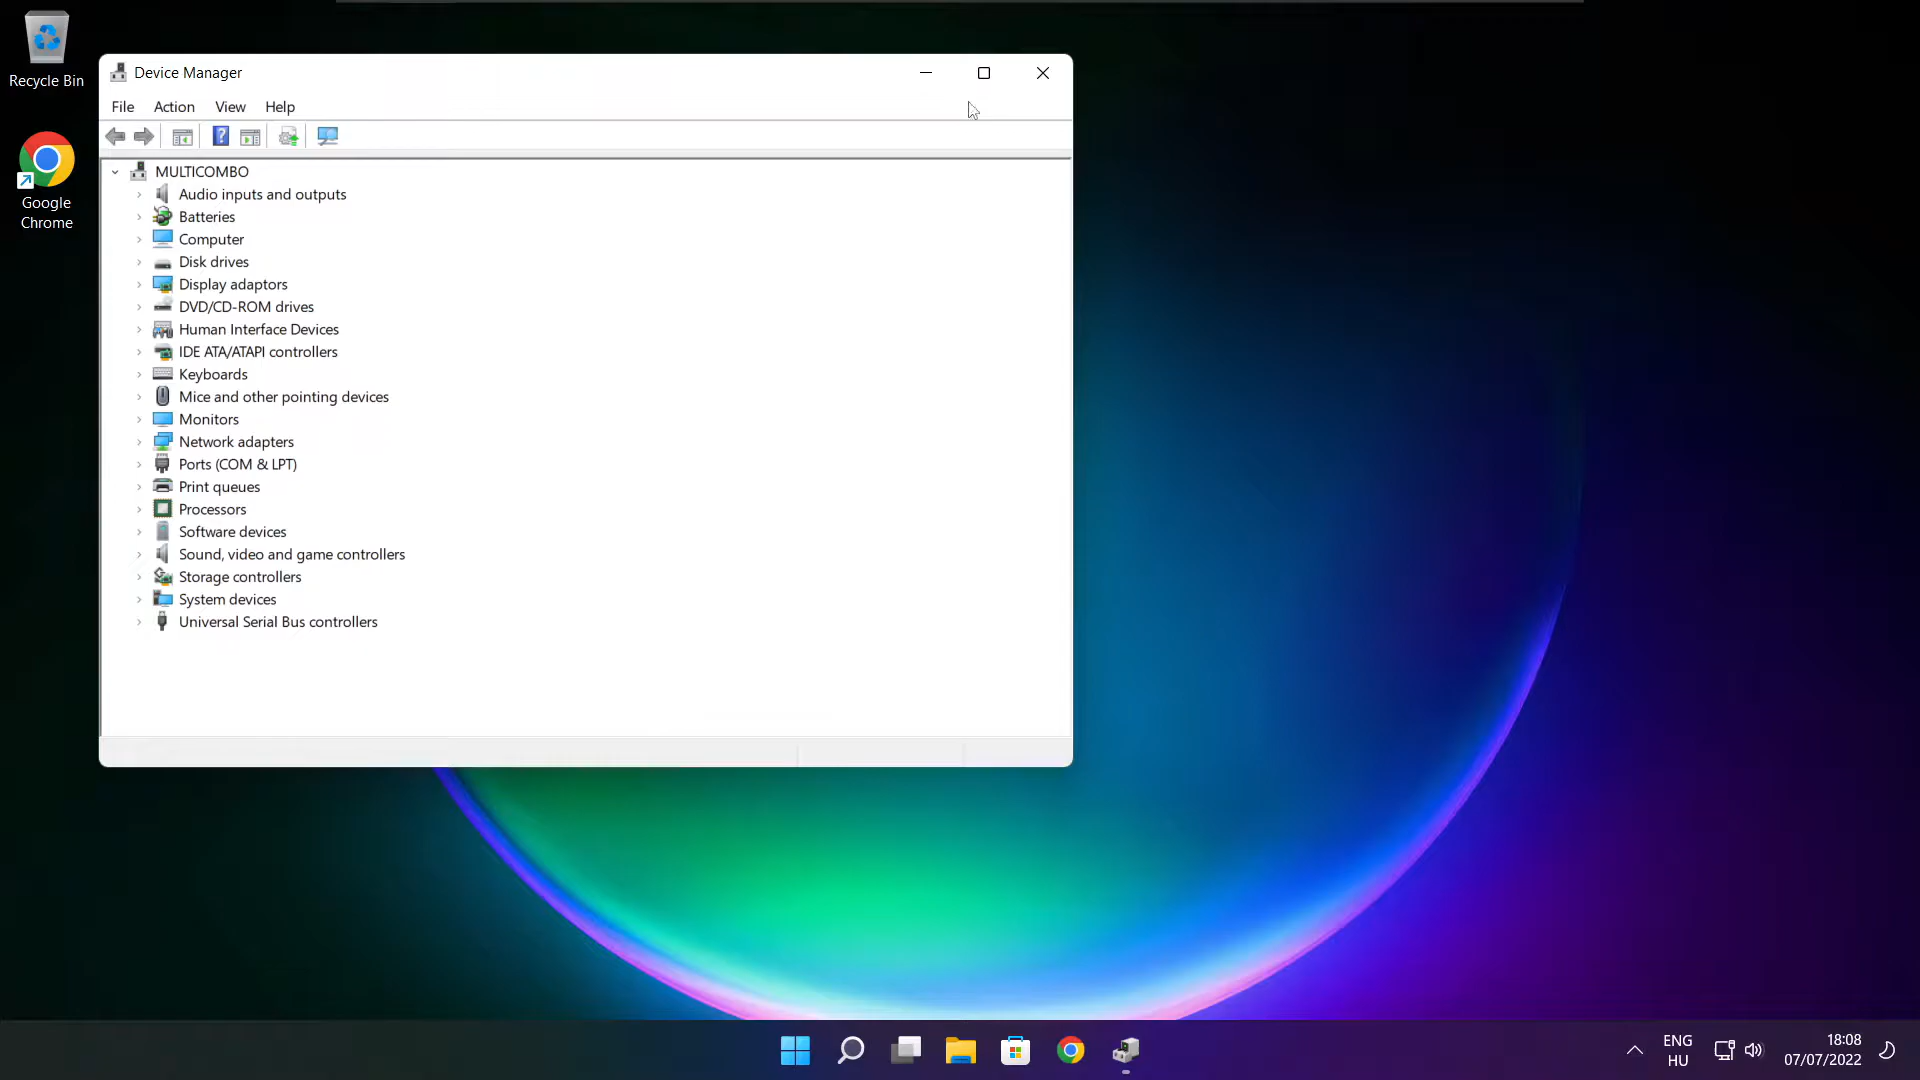 Recycle Bin
Google
Chrome
Device Manager
File Action View Help
MULTICOMBO
Audio inputs and outputs
Batteries
Computer
Disk drives
Display adaptors
DVD/CD-ROM drives
Human Interface Devices
IDE ATA/ATAPI controllers
Keyboards
Mice and other pointing devices
Monitors
Network adapters
Ports (COM & LPT)
Print queues
Processors
Software devices
Sound, video and game controllers
Storage controllers
System devices
Universal Serial Bus controllers
ENG
HU
18:08
07/07/2022